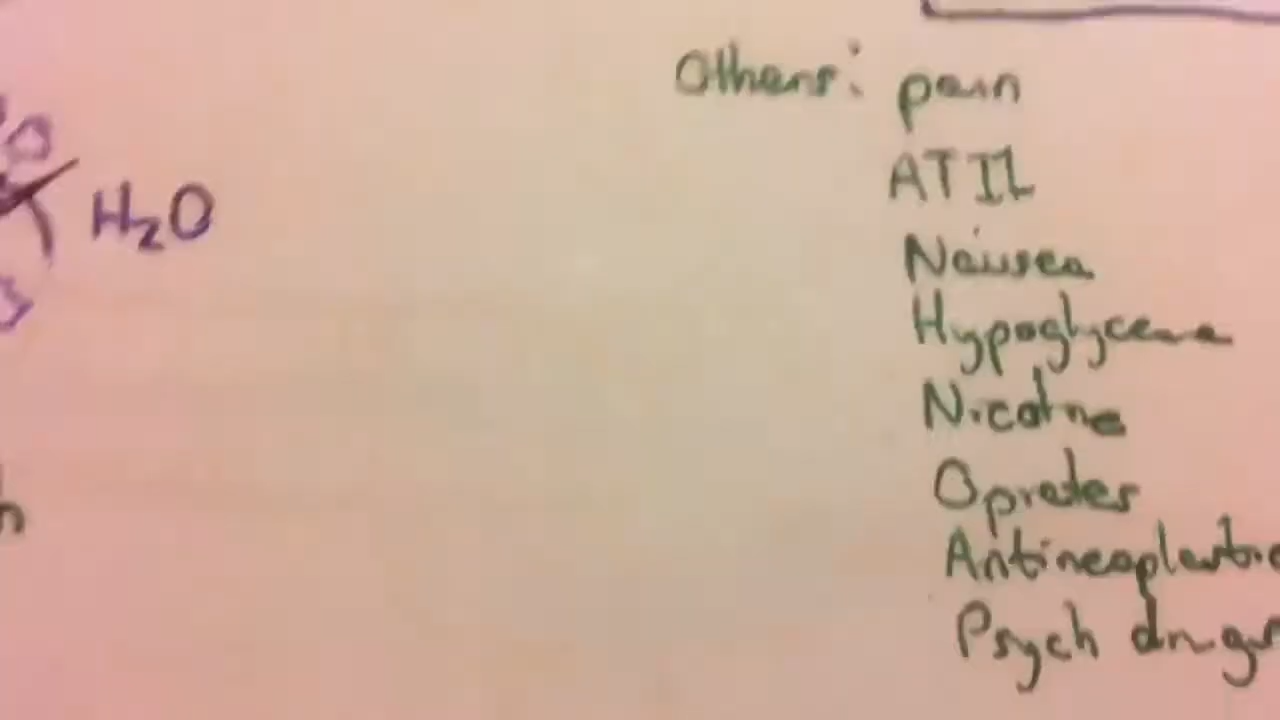 Others: pain
ATII
H₂O
Nausea
Hypoglycemia
Nicotine
Opiates
Antineoplastic
Psych drugs